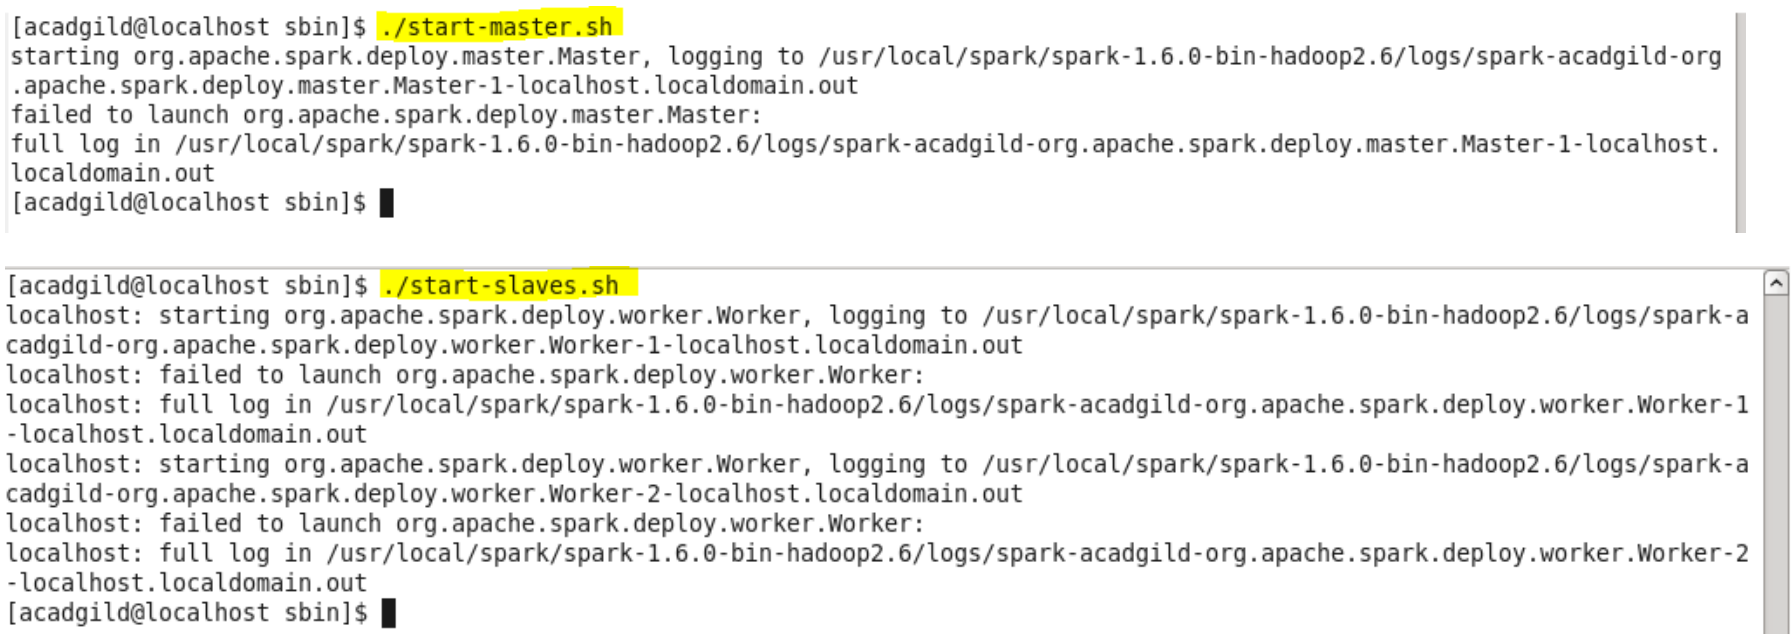 [acadgild@localhost sbin]$ ./start-master.sh
starting org.apache.spark.deploy.master.Master, logging to /usr/local/spark/spark-1.6.0-bin-hadoop2.6/logs/spark-acadgild-org
.apache.spark.deploy.master.Master-1-localhost.localdomain.out
failed to launch org.apache.spark.deploy.master.Master:
full log in /usr/local/spark/spark-1.6.0-bin-hadoop2.6/logs/spark-acadgild-org.apache.spark.deploy.master.Master-1-localhost.
localdomain.out
[acadgild@localhost sbin]$
[acadgild@localhost sbin]$ ./start-slaves.sh
localhost: starting org.apache.spark.deploy.worker.Worker, logging to /usr/local/spark/spark-1.6.0-bin-hadoop2.6/logs/spark-a
cadgild-org.apache.spark.deploy.worker.Worker-1-localhost.localdomain.out
localhost: failed to launch org.apache.spark.deploy.worker.Worker:
localhost: full log in /usr/local/spark/spark-1.6.0-bin-hadoop2.6/logs/spark-acadgild-org.apache.spark.deploy.worker.Worker-1
-localhost.localdomain.out
localhost: starting org.apache.spark.deploy.worker.Worker, logging to /usr/local/spark/spark-1.6.0-bin-hadoop2.6/logs/spark-a
cadgild-org.apache.spark.deploy.worker.Worker-2-localhost.localdomain.out
localhost: failed to launch org.apache.spark.deploy.worker.Worker:
localhost: full log in /usr/local/spark/spark-1.6.0-bin-hadoop2.6/logs/spark-acadgild-org.apache.spark.deploy.worker.Worker-2
-localhost.localdomain.out
[acadgild@localhost sbin]$